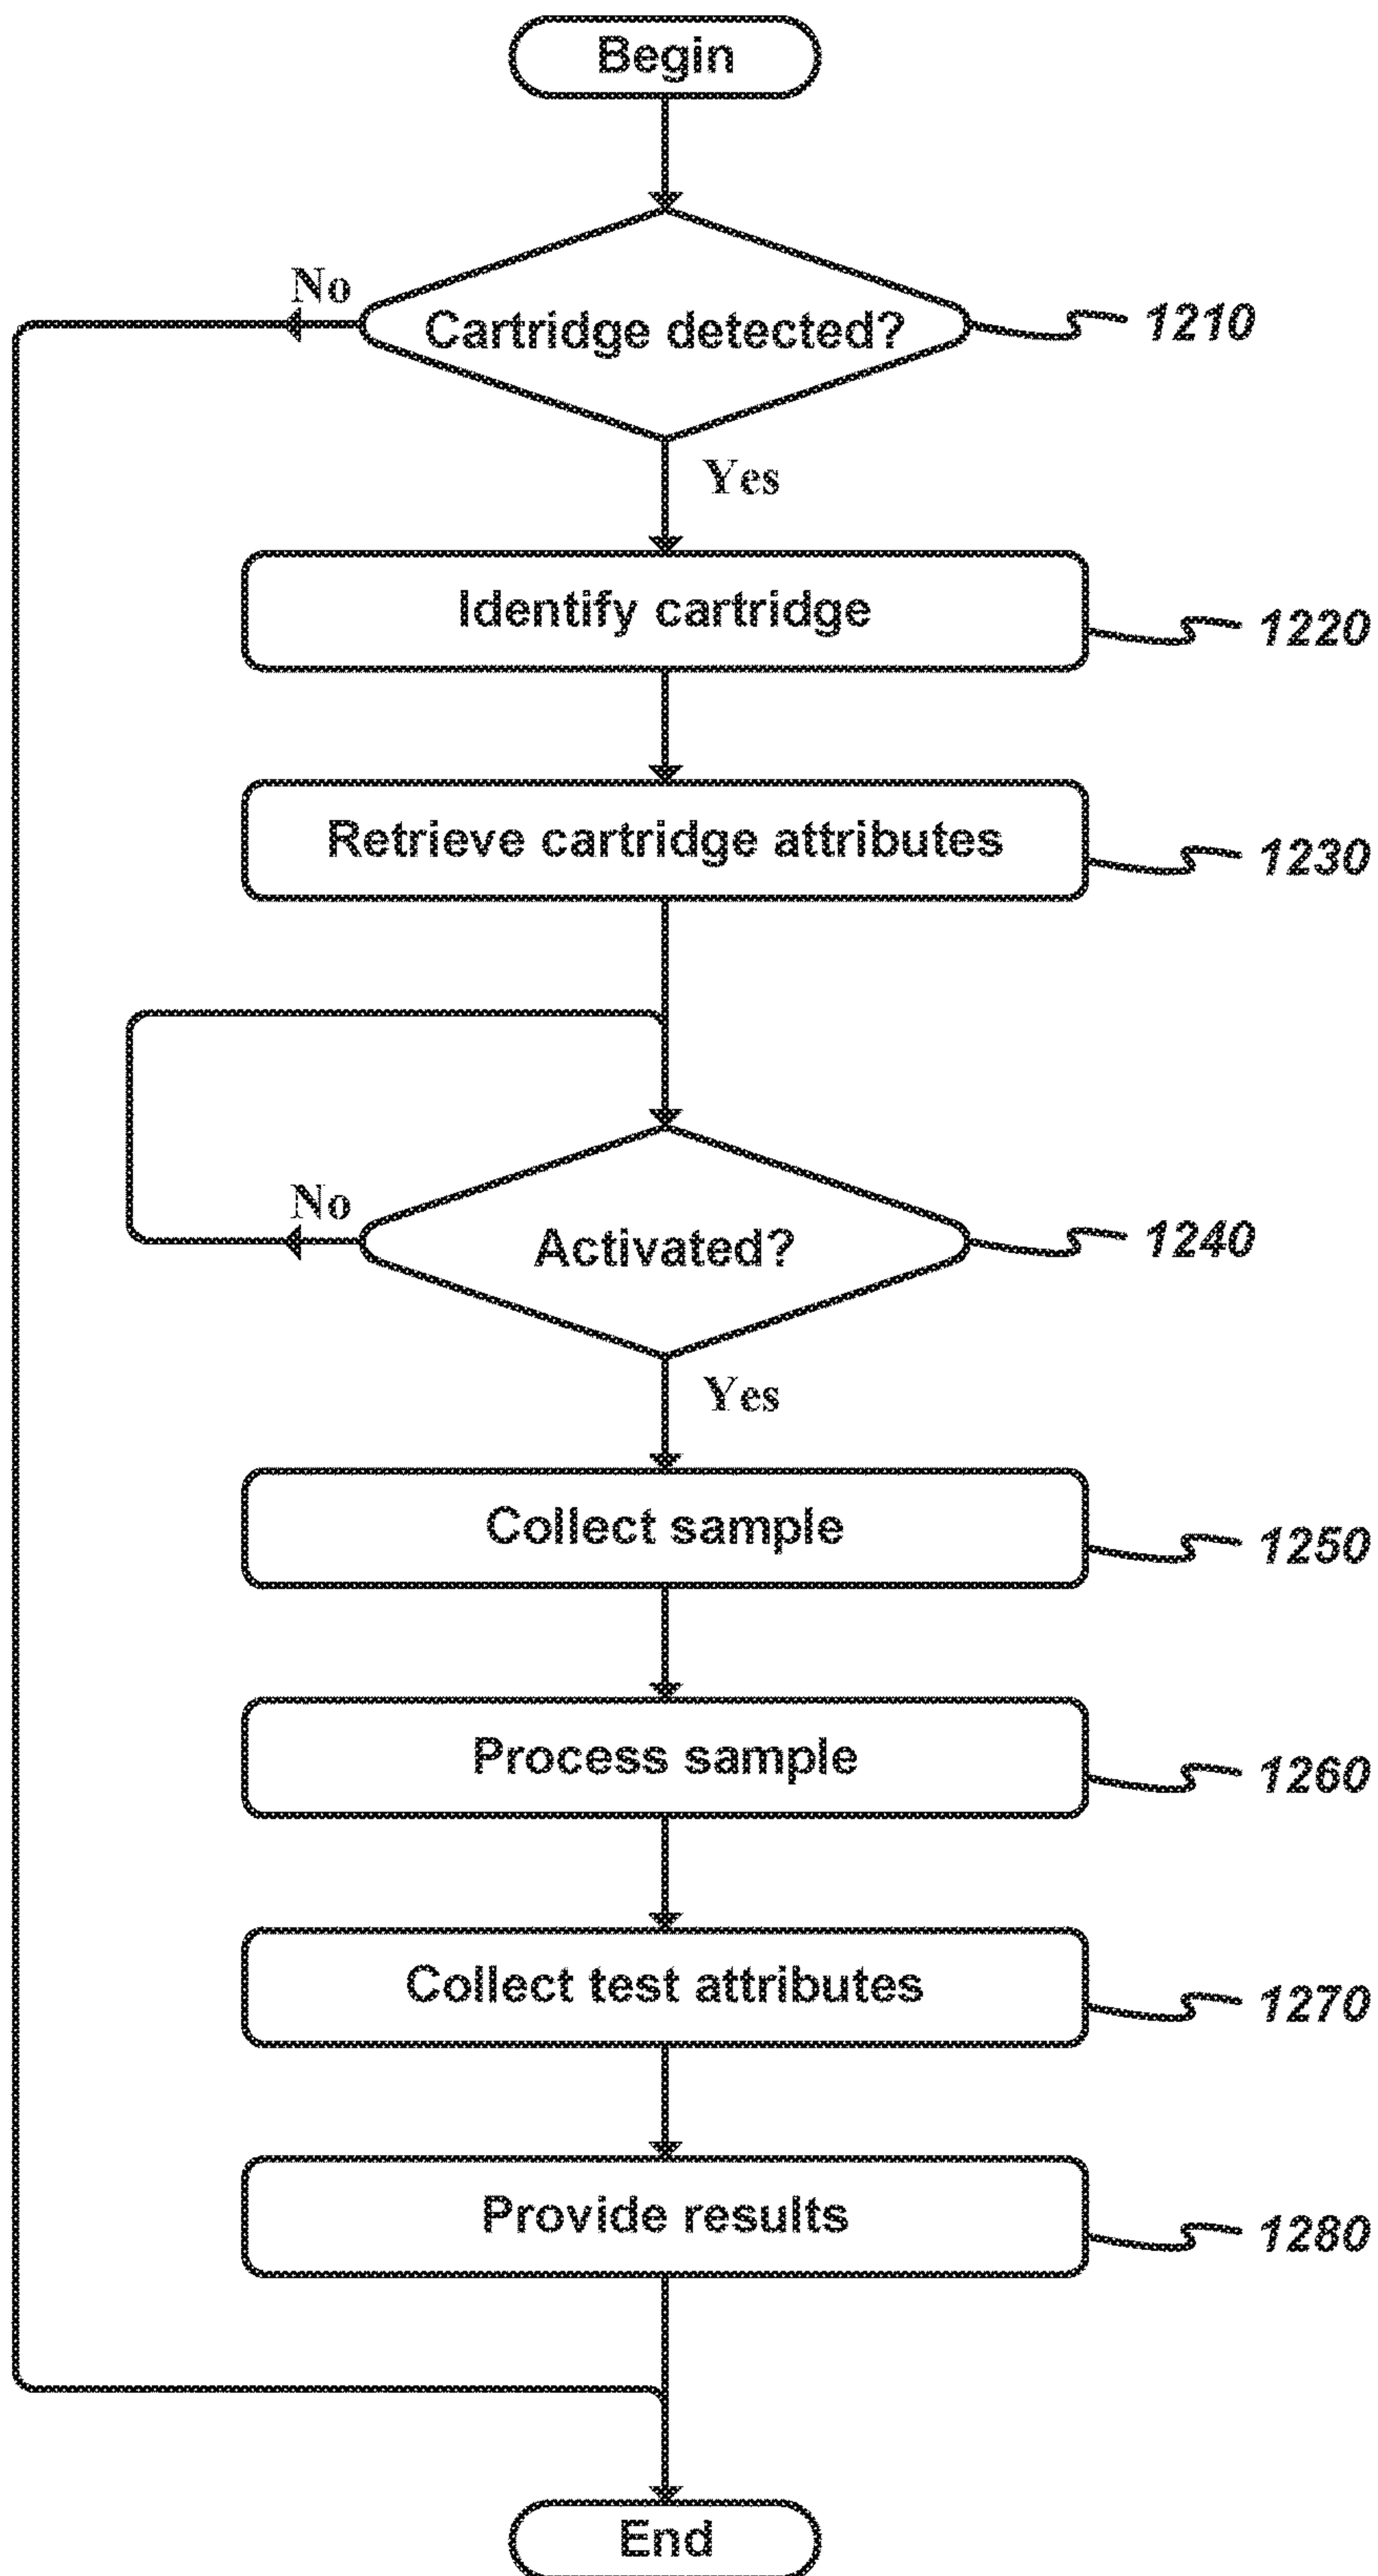 Begin
No
Cartridge detected?
1210
Yes
Identify cartridge
1220
Retrieve cartridge attributes
1230
No
Activated?
1240
Yes
Collect sample
1250
Process sample
1260
Collect test attributes
1270
Provide results
1280
End